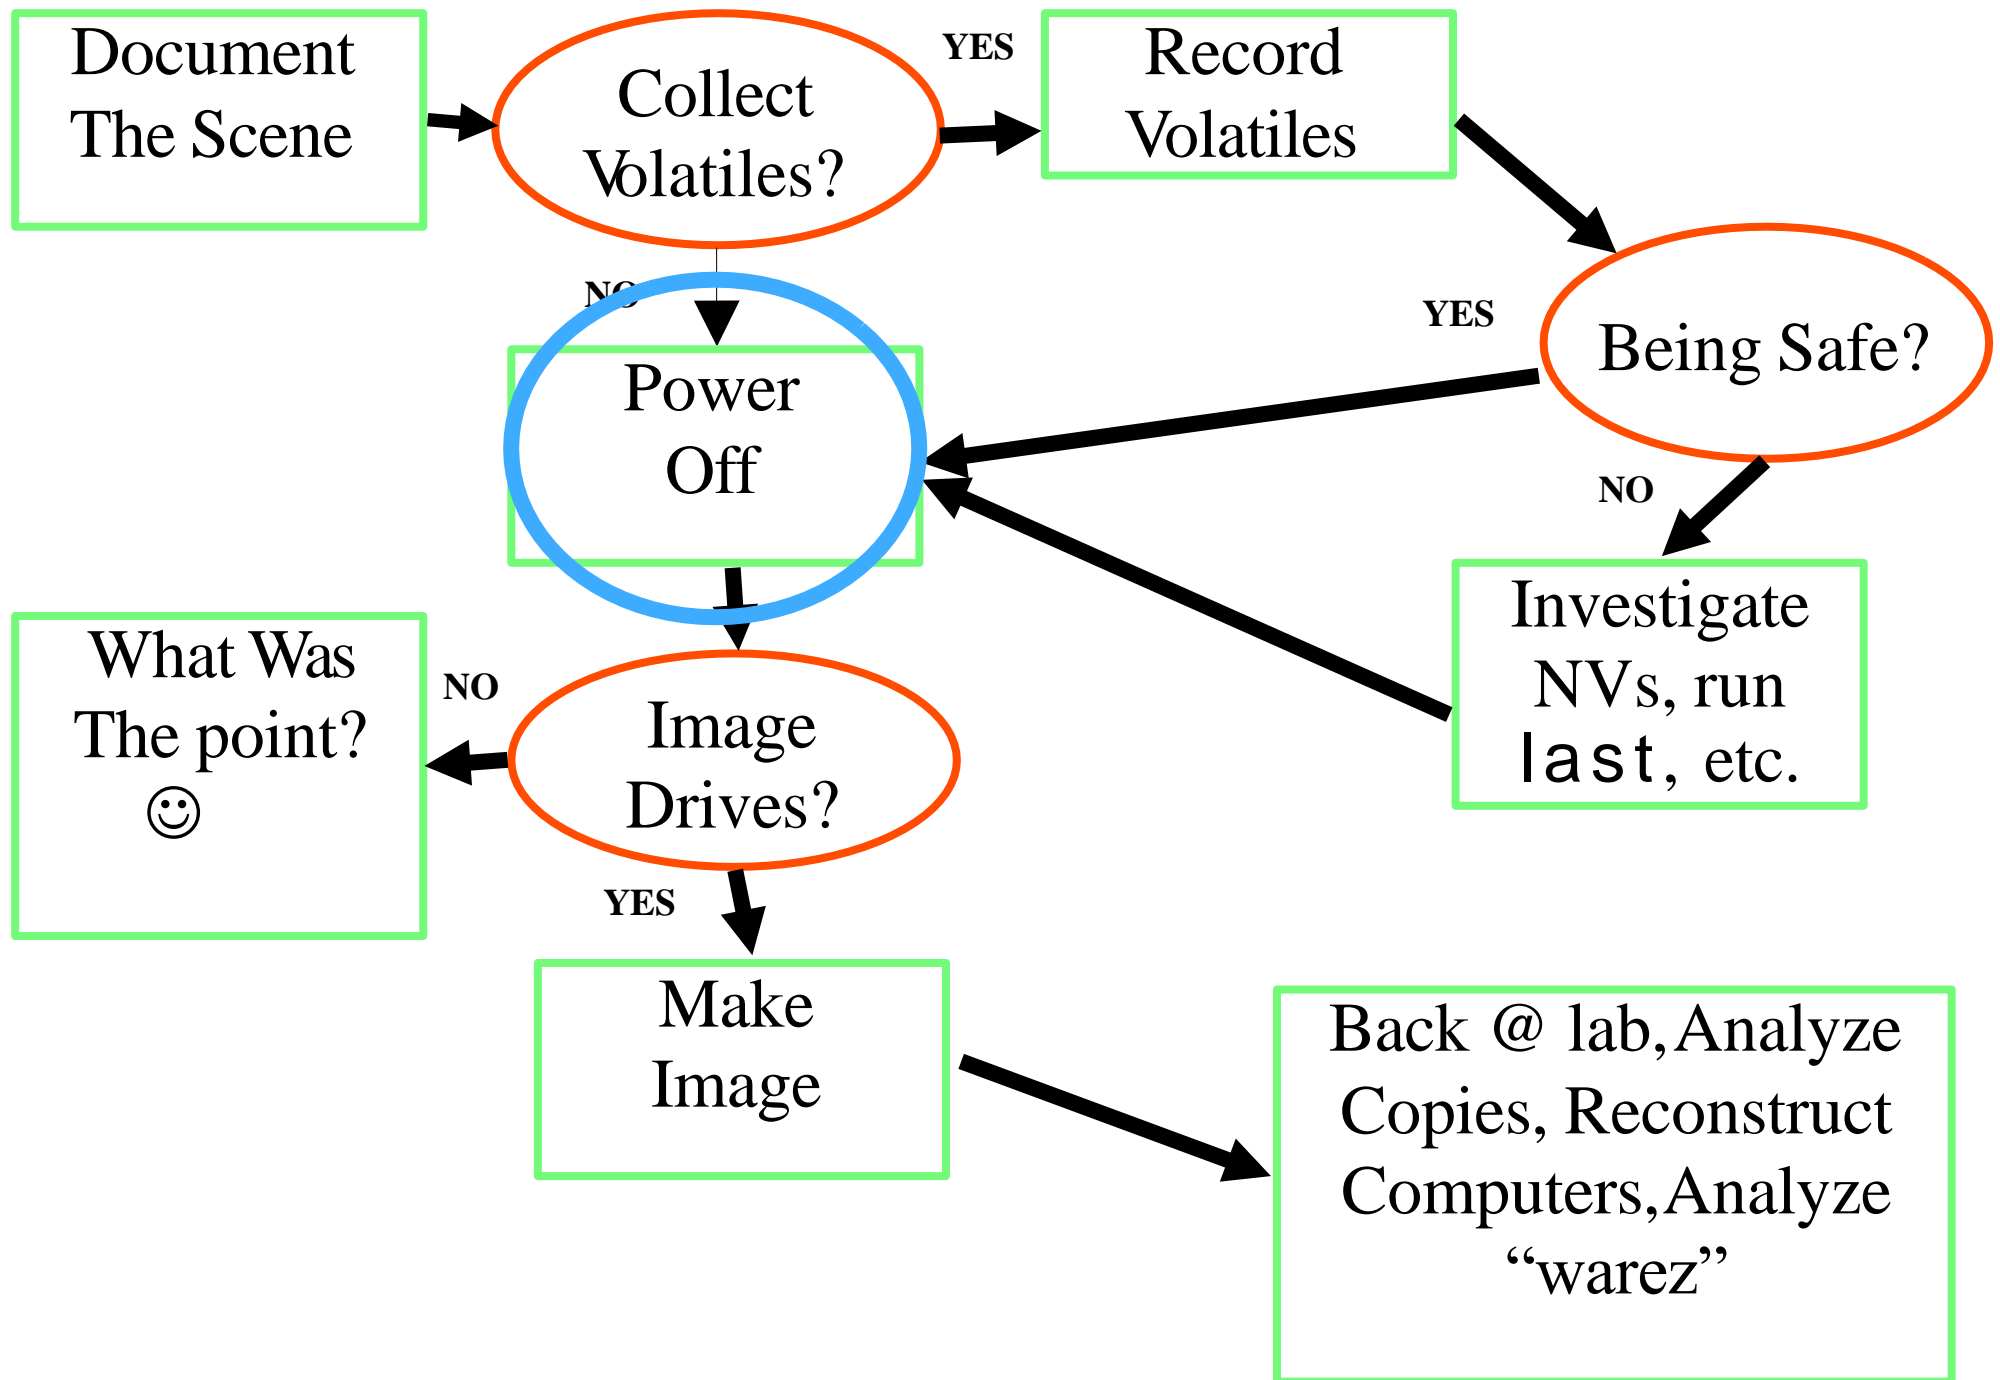 Document
The Scene
Collect
Volatiles?
YES
Record
Volatiles
NO
Power
Off
YES
Being Safe?
NO
Investigate
NVs, run
last, etc.
What Was
The point?
☺
NO
Image
Drives?
YES
Make
Image
Back @ lab, Analyze
Copies, Reconstruct
Computers, Analyze
“warez”